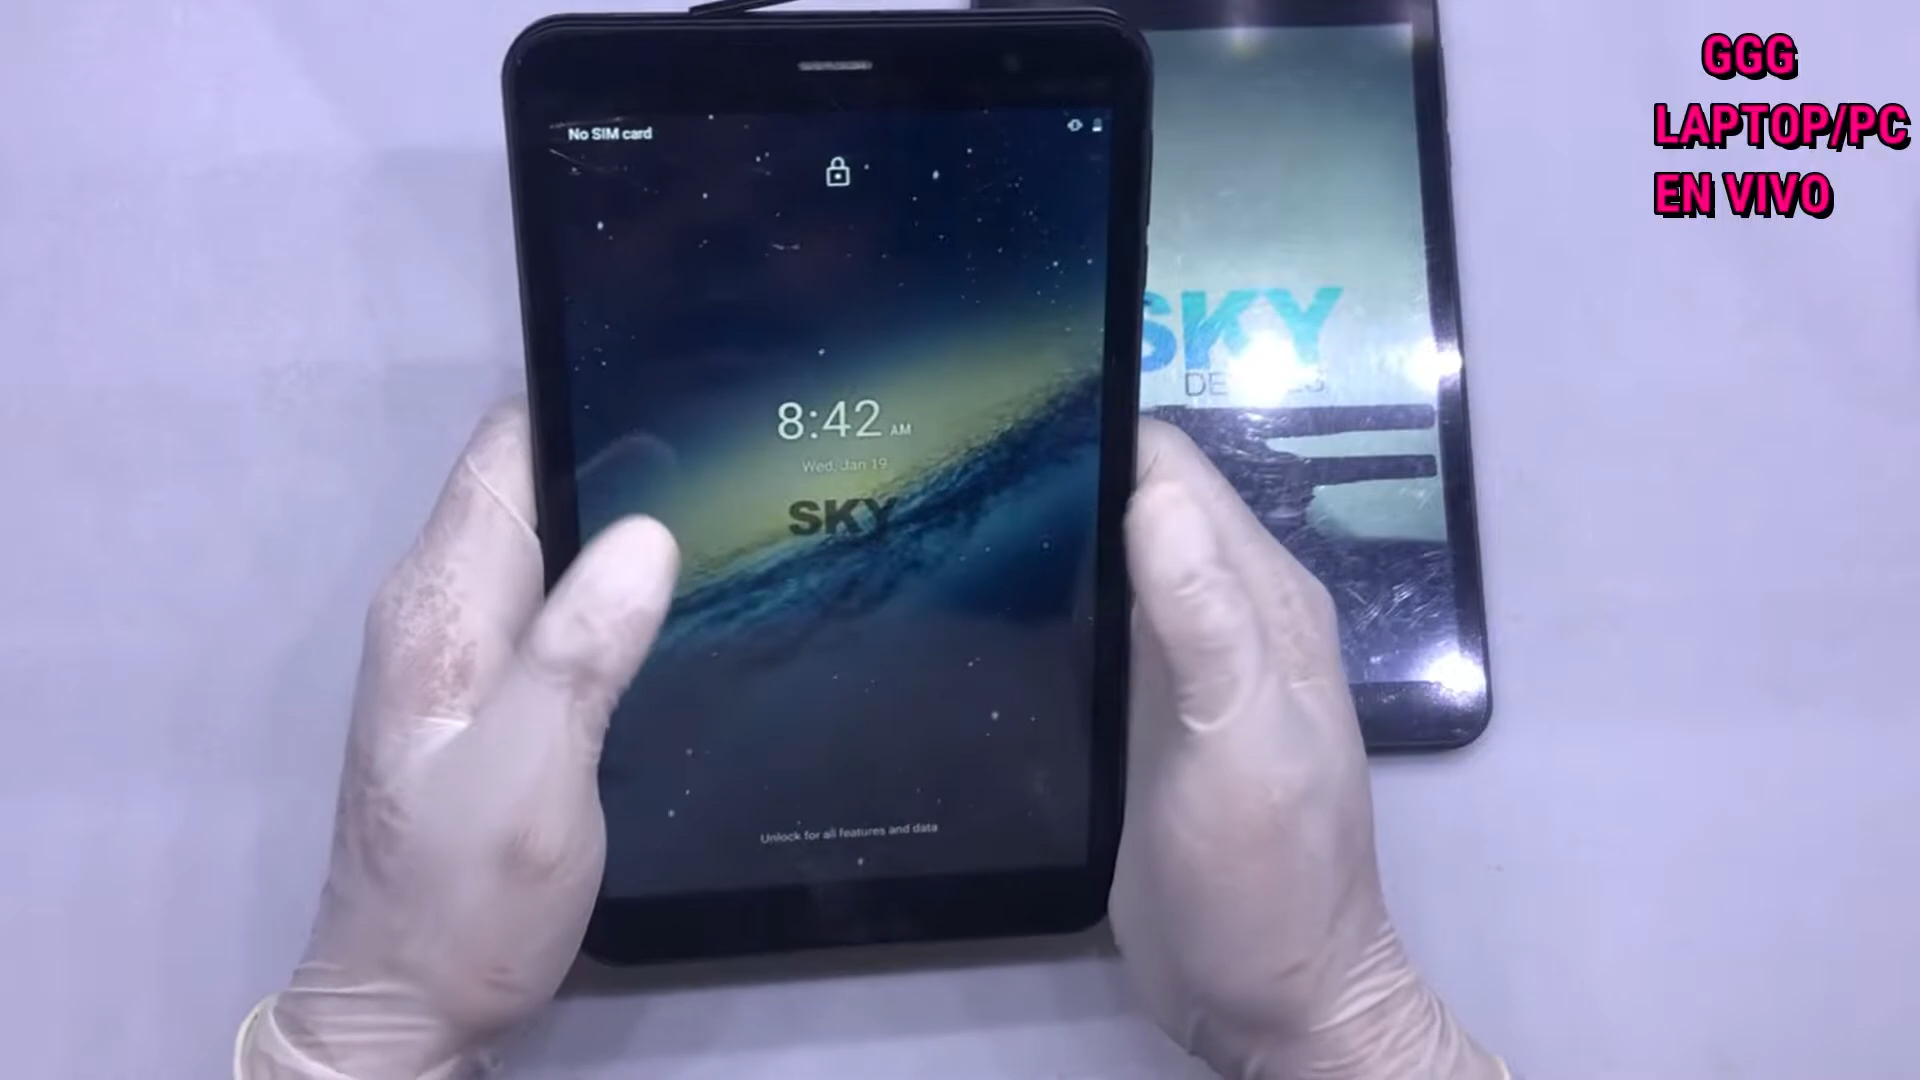 GGG
LAPTOP/PC
EN VIVO
No SIM card
8:42 AM
Wed, Jan 19
SKY
Unlock for all features and data
SKY